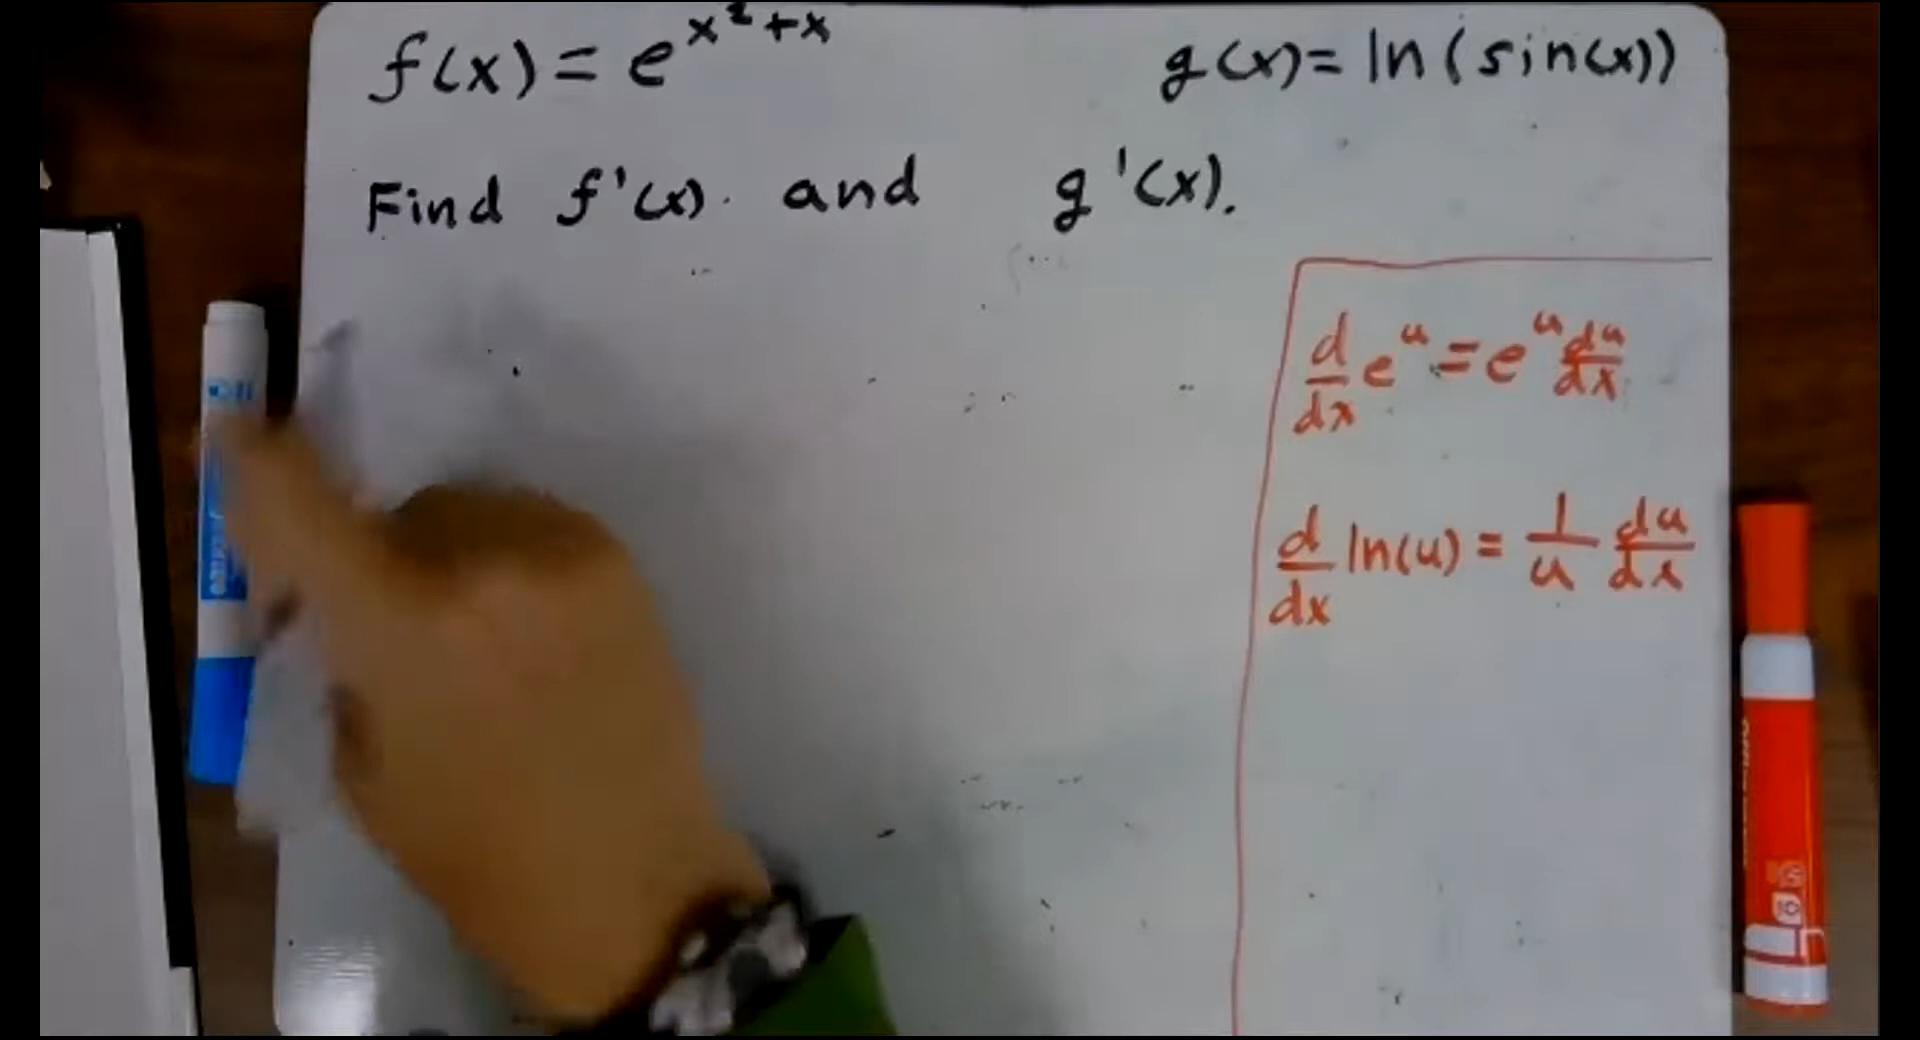 f(x) = e^{x²+x} g(x) = ln(sin(x))
Find f'(x). and g'(x).
d/dx e^u = e^u du/dx
d/dx ln(u) = 1/u du/dx